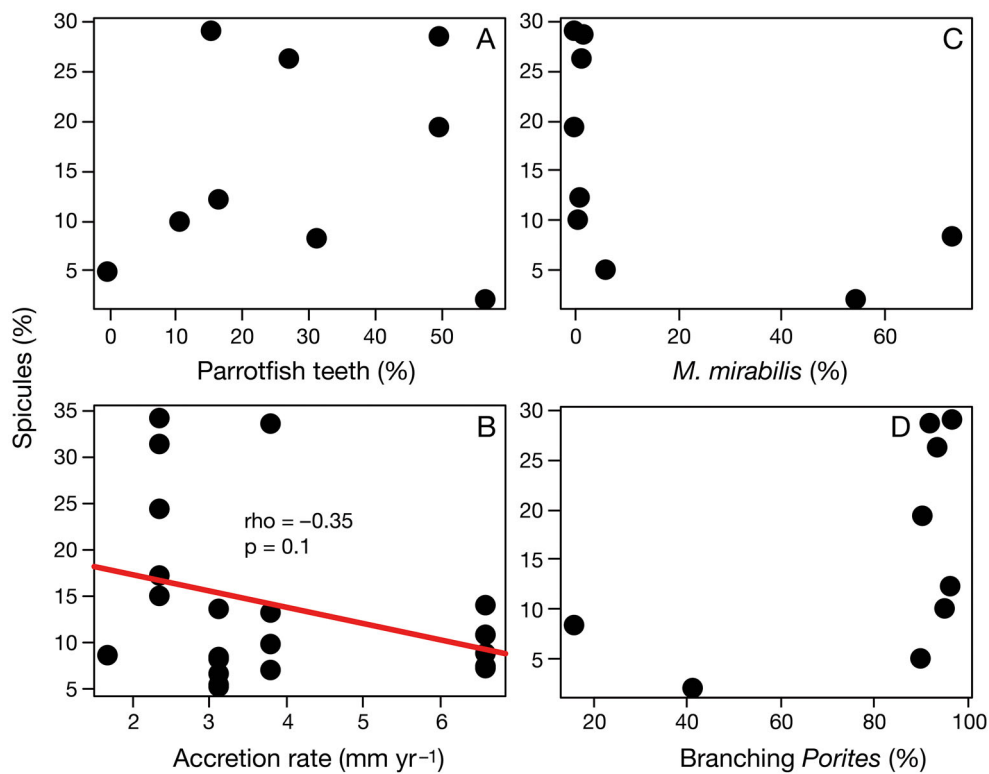 Spicules (%)
A
30
25
20
15
10
5
0 10 20 30 40 50
Parrotfish teeth (%)
C
30
25
20
15
10
5
0 20 40 60
M. mirabilis (%)
B
35
30
25
20
15
10
5
rho = –0.35
p = 0.1
2 3 4 5 6
Accretion rate (mm yr–1)
D
30
25
20
15
10
5
20 40 60 80 100
Branching Porites (%)